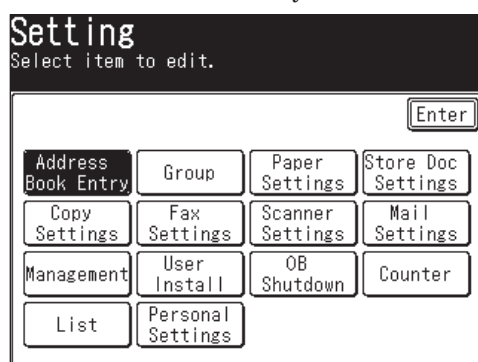 Setting
Select item to edit.
Enter
Address
Book Entry
Group
Paper
Settings
Store Doc
Settings
Copy
Settings
Fax
Settings
Scanner
Settings
Mail
Settings
Management
User
Install
OB
Shutdown
Counter
List
Personal
Settings